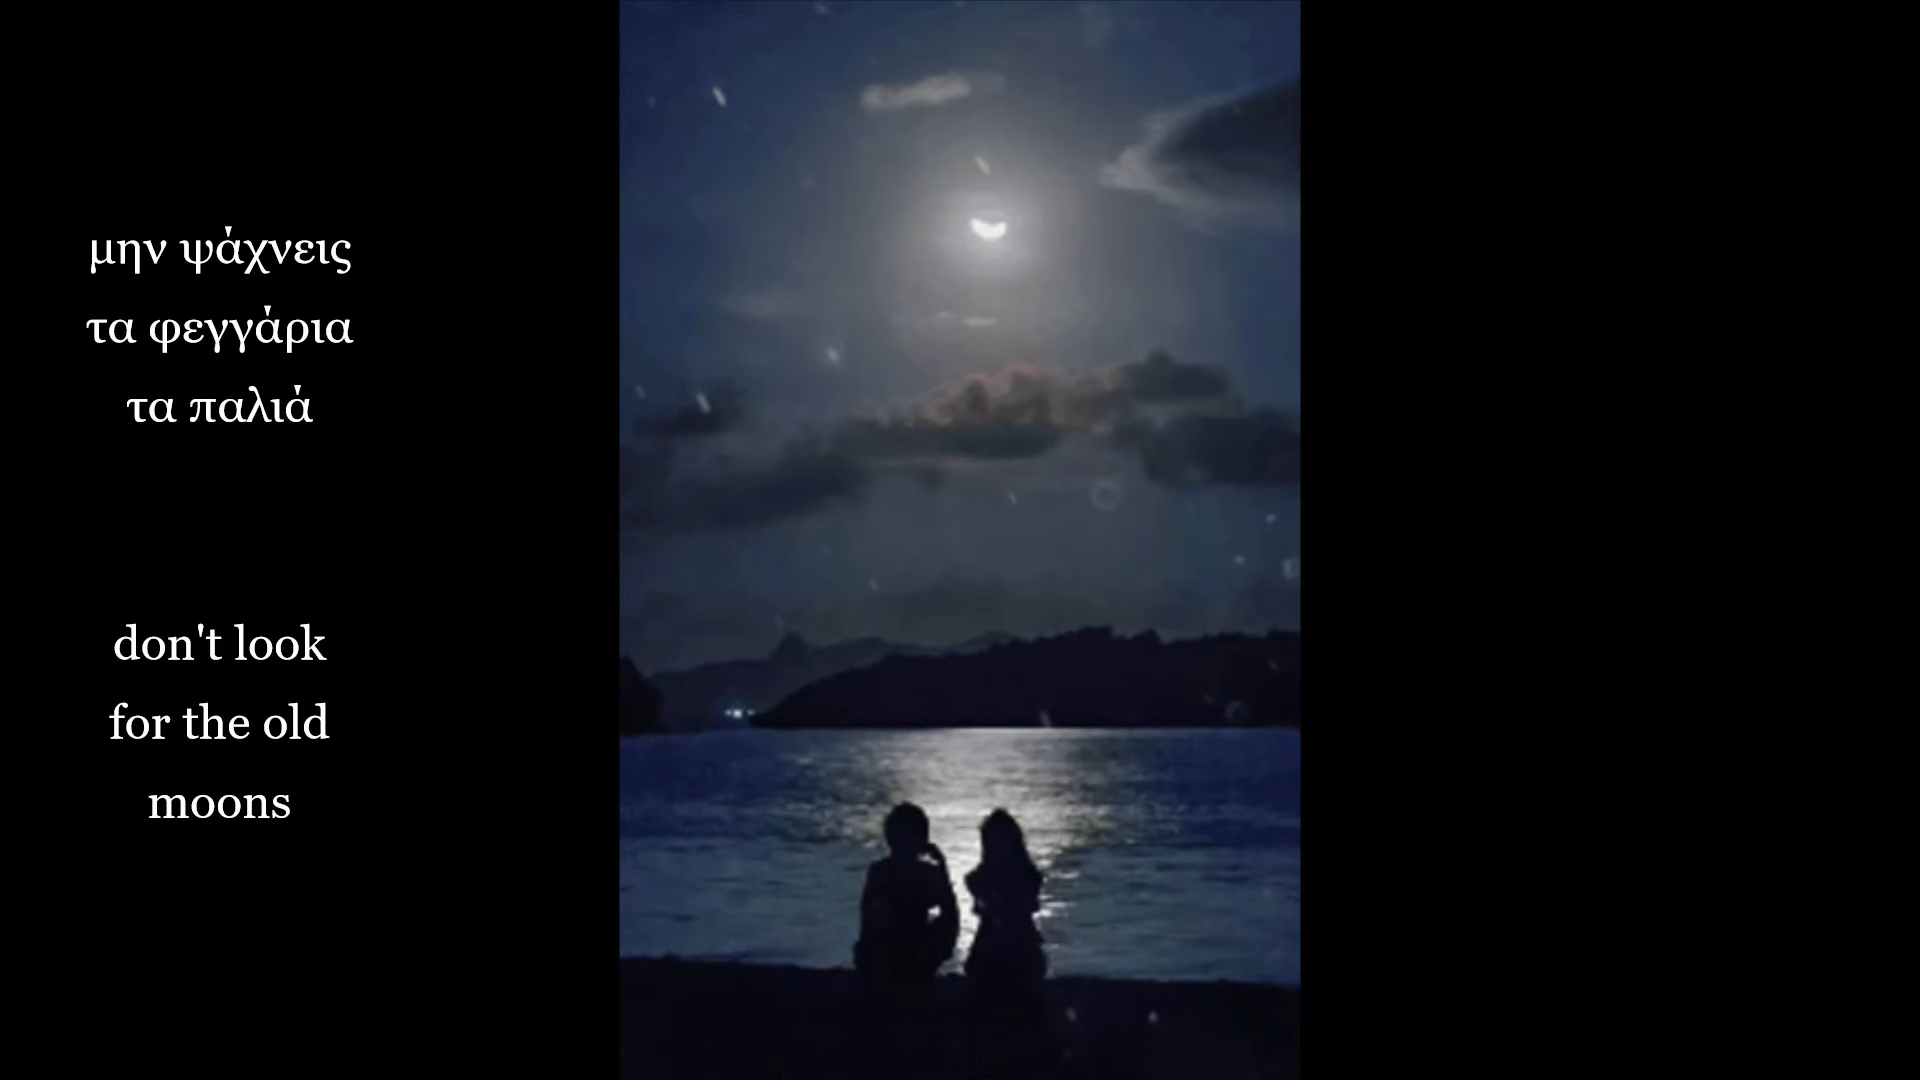 μην ψάχνεις
τα φεγγάρια
τα παλιά
don't look
for the old
moons